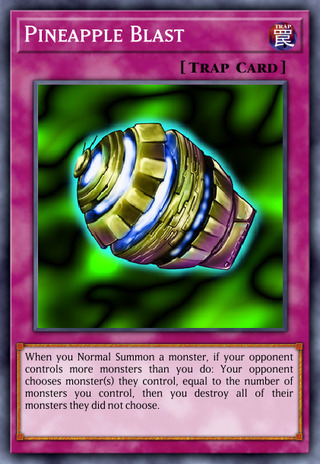 Pineapple Blast
TRAP
罠
[Trap Card]
When you Normal Summon a monster, if your opponent
controls more monsters than you do: Your opponent
chooses monster(s) they control, equal to the number of
monsters you control, then you destroy all of their
monsters they did not choose.